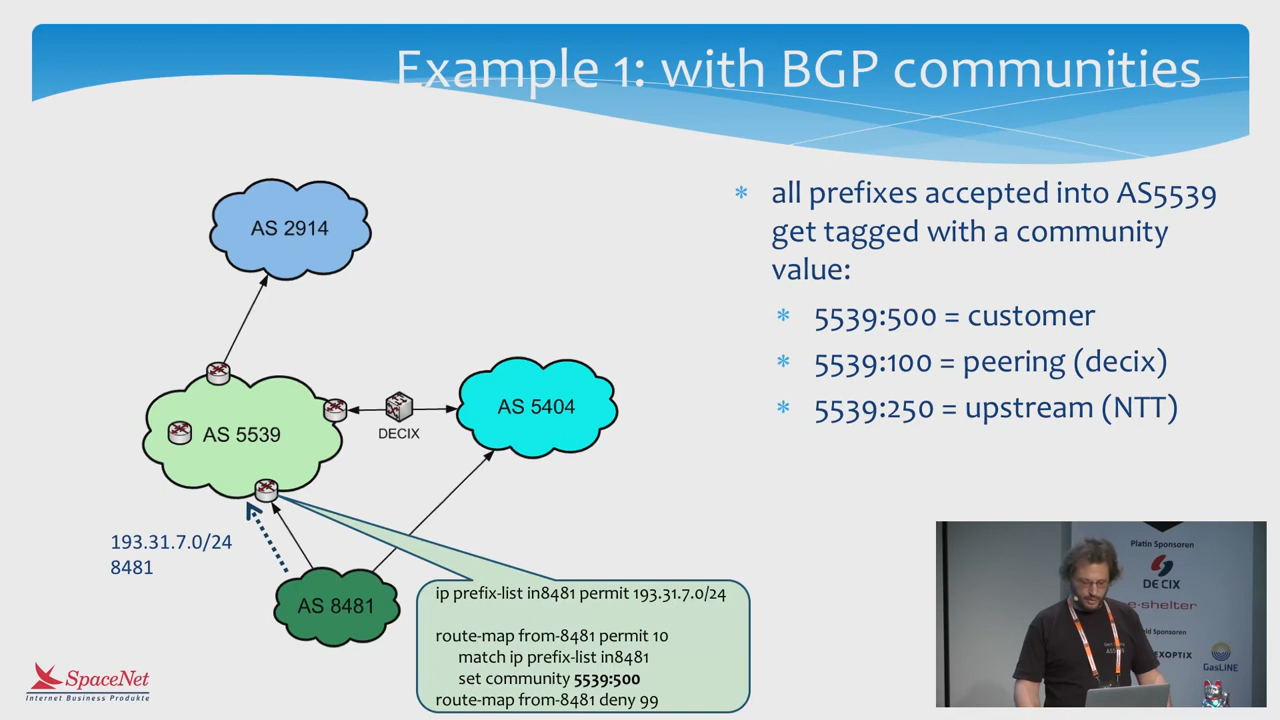 Example 1: with BGP communities
* all prefixes accepted into AS5539
get tagged with a community
value:
* 5539:500 = customer
* 5539:100 = peering (decix)
* 5539:250 = upstream (NTT)
AS 2914
AS 5539
DECIX
AS 5404
193.31.7.0/24
8481
AS 8481
ip prefix-list in8481 permit 193.31.7.0/24
route-map from-8481 permit 10
match ip prefix-list in8481
set community 5539:500
route-map from-8481 deny 99
SpaceNet
Internet Business Produkte
Platin Sponsoren
DE CIX
e-shelter
Sponsoren
GasLINE